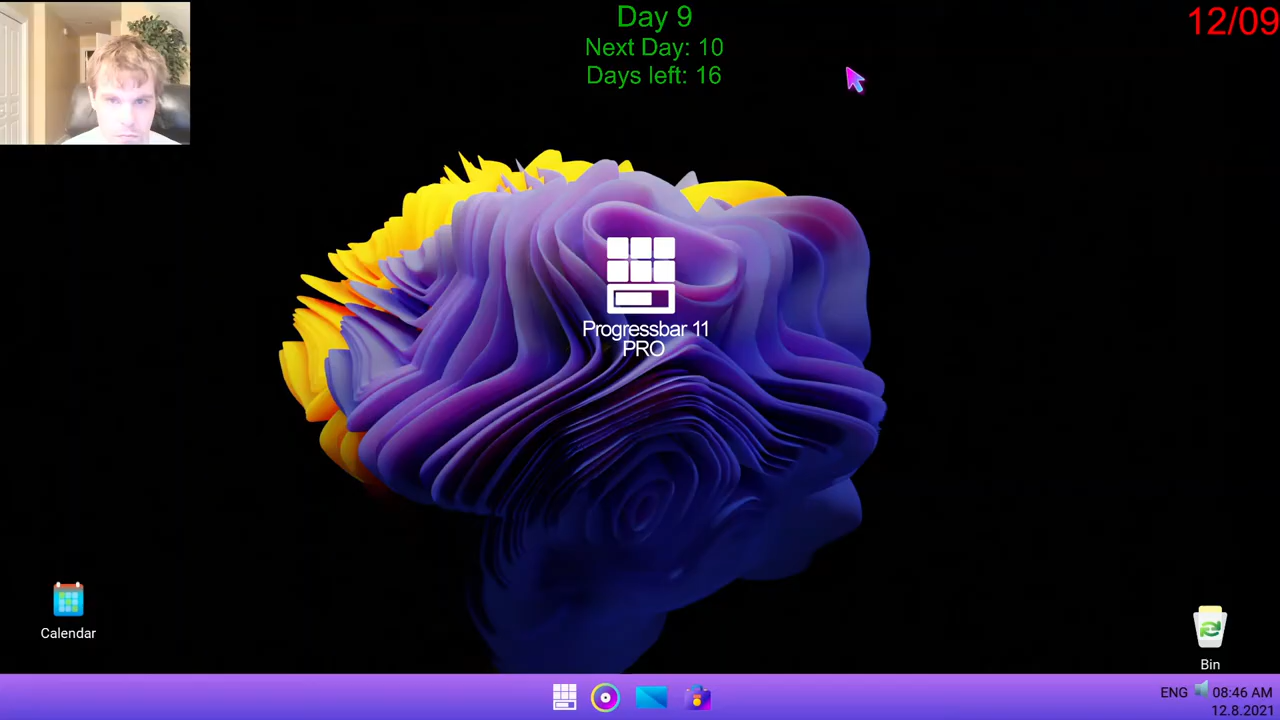 Day 9
Next Day: 10
Days left: 16
12/09
Progressbar 11
PRO
Calendar
Bin
ENG 08:46 AM
12.8.2021